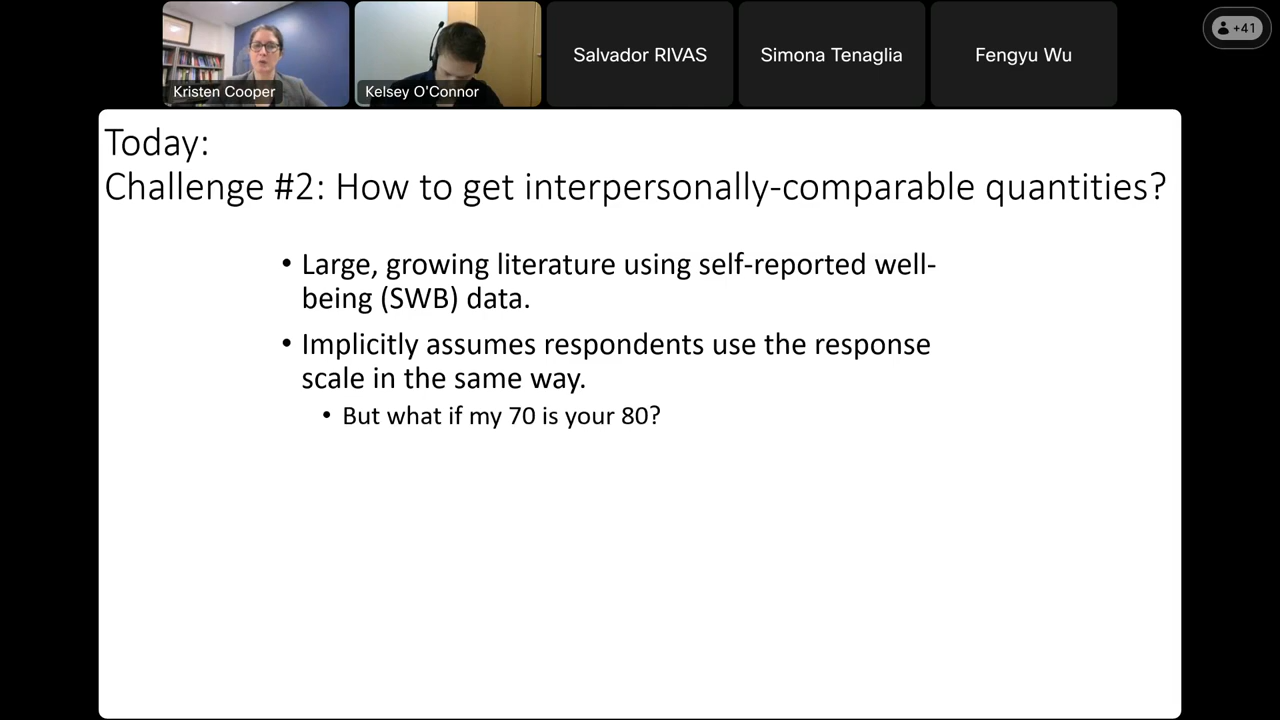 Kristen Cooper
Kelsey O'Connor
Salvador RIVAS
Simona Tenaglia
Fengyu Wu
+41
Today:
Challenge #2: How to get interpersonally-comparable quantities?
• Large, growing literature using self-reported well-
being (SWB) data.
• Implicitly assumes respondents use the response
scale in the same way.
• But what if my 70 is your 80?